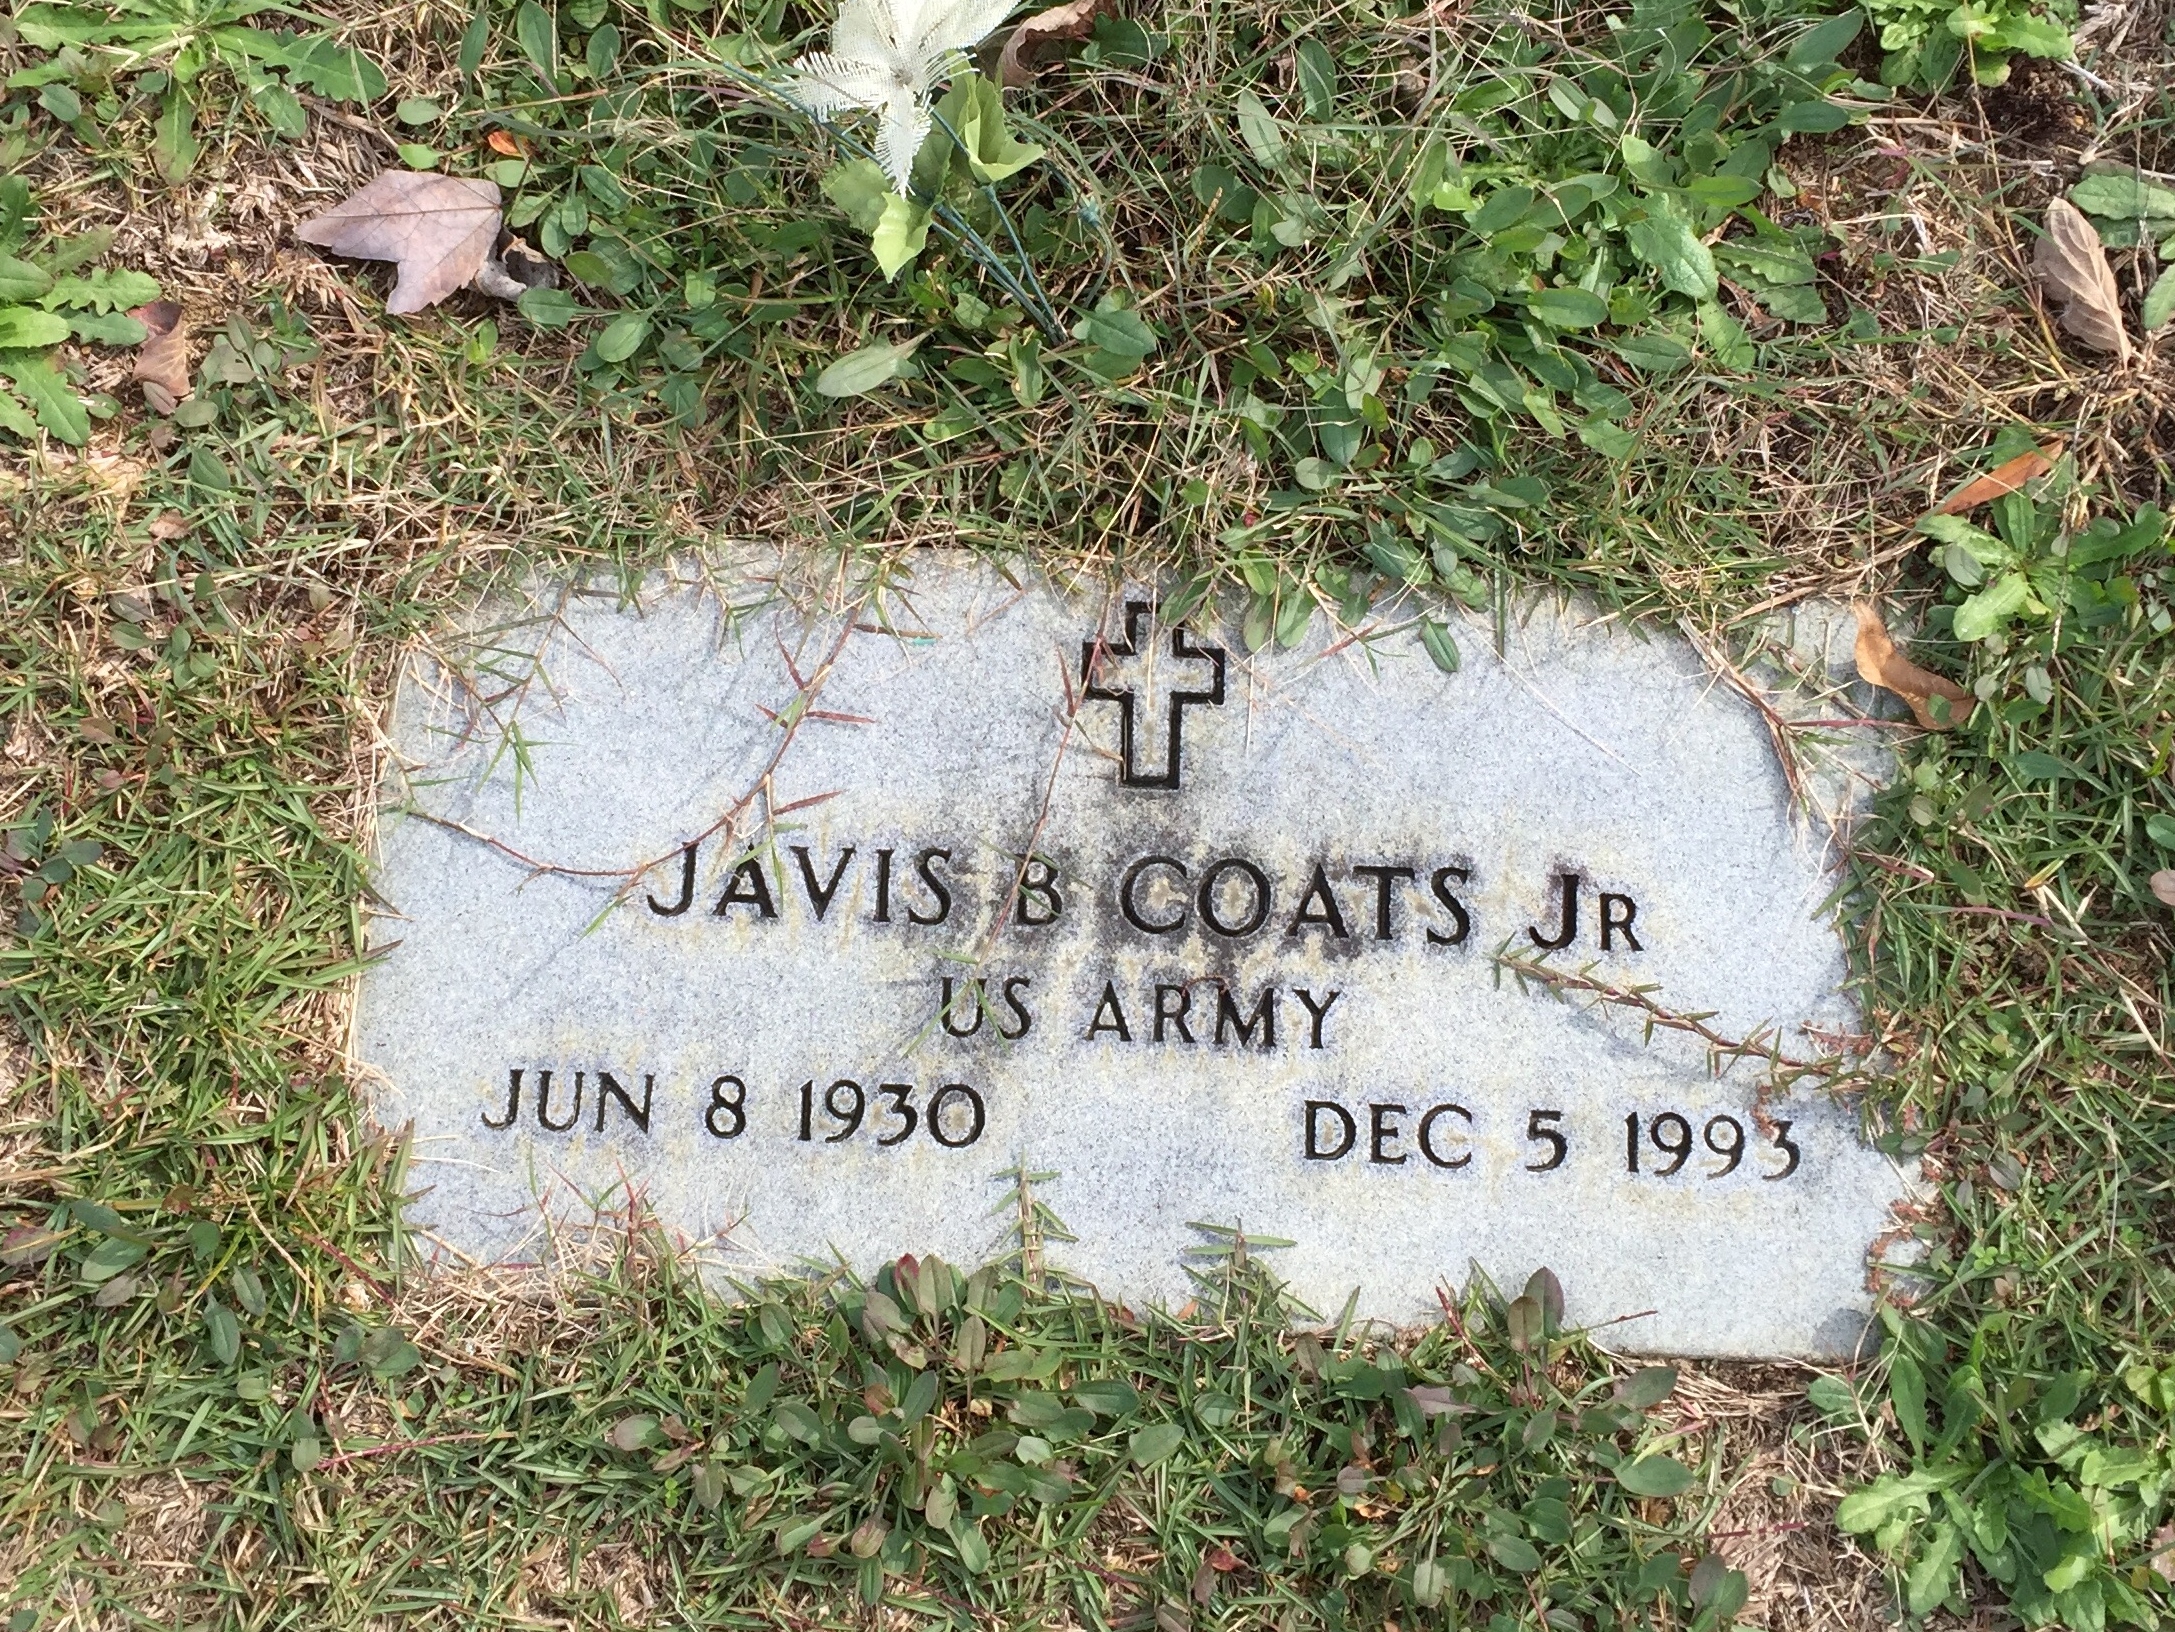 JAVIS B COATS JR
US ARMY
JUN 8 1930 DEC 5 1993